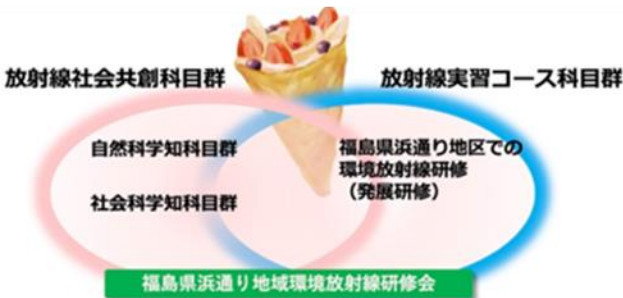 放射線社会共創科目群
放射線実習コース科目群
自然科学知科目群
社会科学知科目群
福島県浜通り地区での
環境放射線研修
（発展研修）
福島県浜通り地域環境放射線研修会